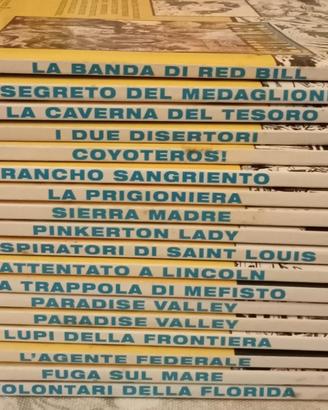 LA BANDA DI RED BILL
SEGRETO DEL MEDAGLION
LA CAVERNA DEL TESORO
I DUE DISERTORI
COYOTEROS!
RANCHO SANGRIENTO
LA PRIGIONIERA
SIERRA MADRE
PINKERTON LADY
SPIRATORI DI SAINT LOUIS
ATTENTATO A LINCOLN
A TRAPPOLA DI MEFISTO
PARADISE VALLEY
PARADISE VALLEY
LUPI DELLA FRONTIERA
L'AGENTE FEDERALE
FUGA SUL MARE
OLONTARI DELLA FLORIDA